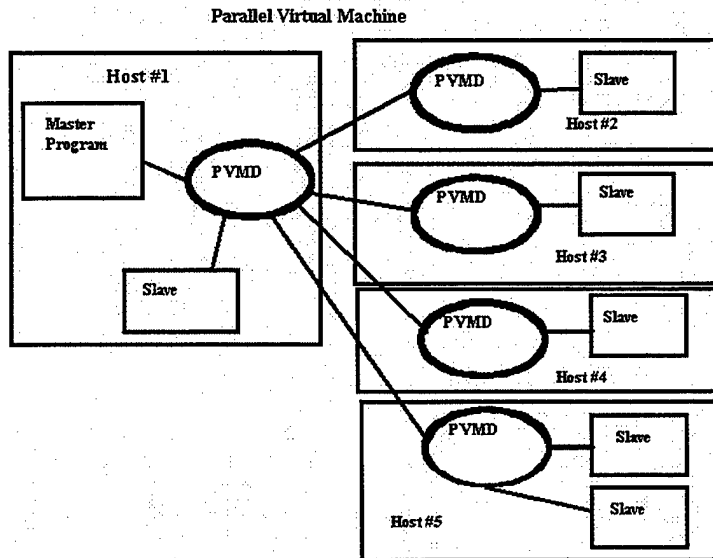 Parallel Virtual Machine
Host #1
Master
Program
PVMD
Slave
PVMD
Slave
Host #2
PVMD
Slave
Host #3
PVMD
Slave
Host #4
PVMD
Slave
Slave
Host #5